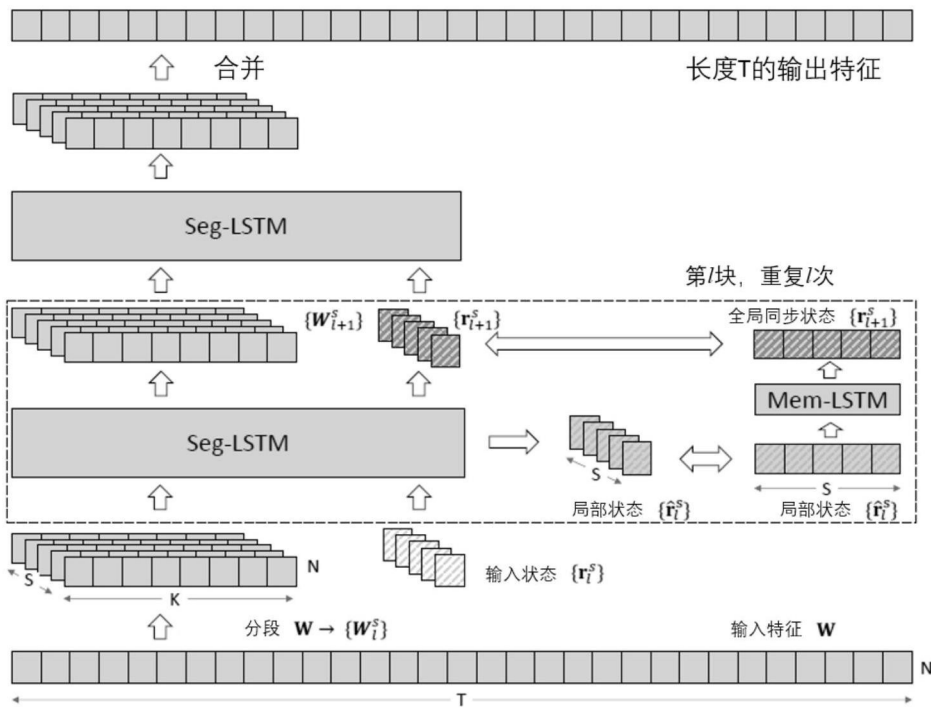 合并
长度T的输出特征
Seg-LSTM
第l块，重复l次
{W^s_{l+1}}
{r^s_{l+1}}
全局同步状态 {r^s_{l+1}}
Mem-LSTM
Seg-LSTM
S
S
局部状态 {r̂^s_l}
局部状态 {r̂^s_l}
N
S
K
输入状态 {r^s_l}
分段 W → {W^s_l}
输入特征 W
N
T